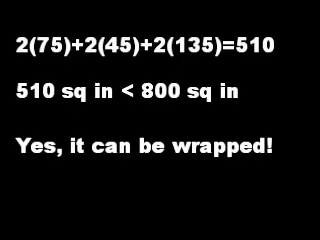 2(75)+2(45)+2(135)=510
510 sq in < 800 sq in
Yes, it can be wrapped!